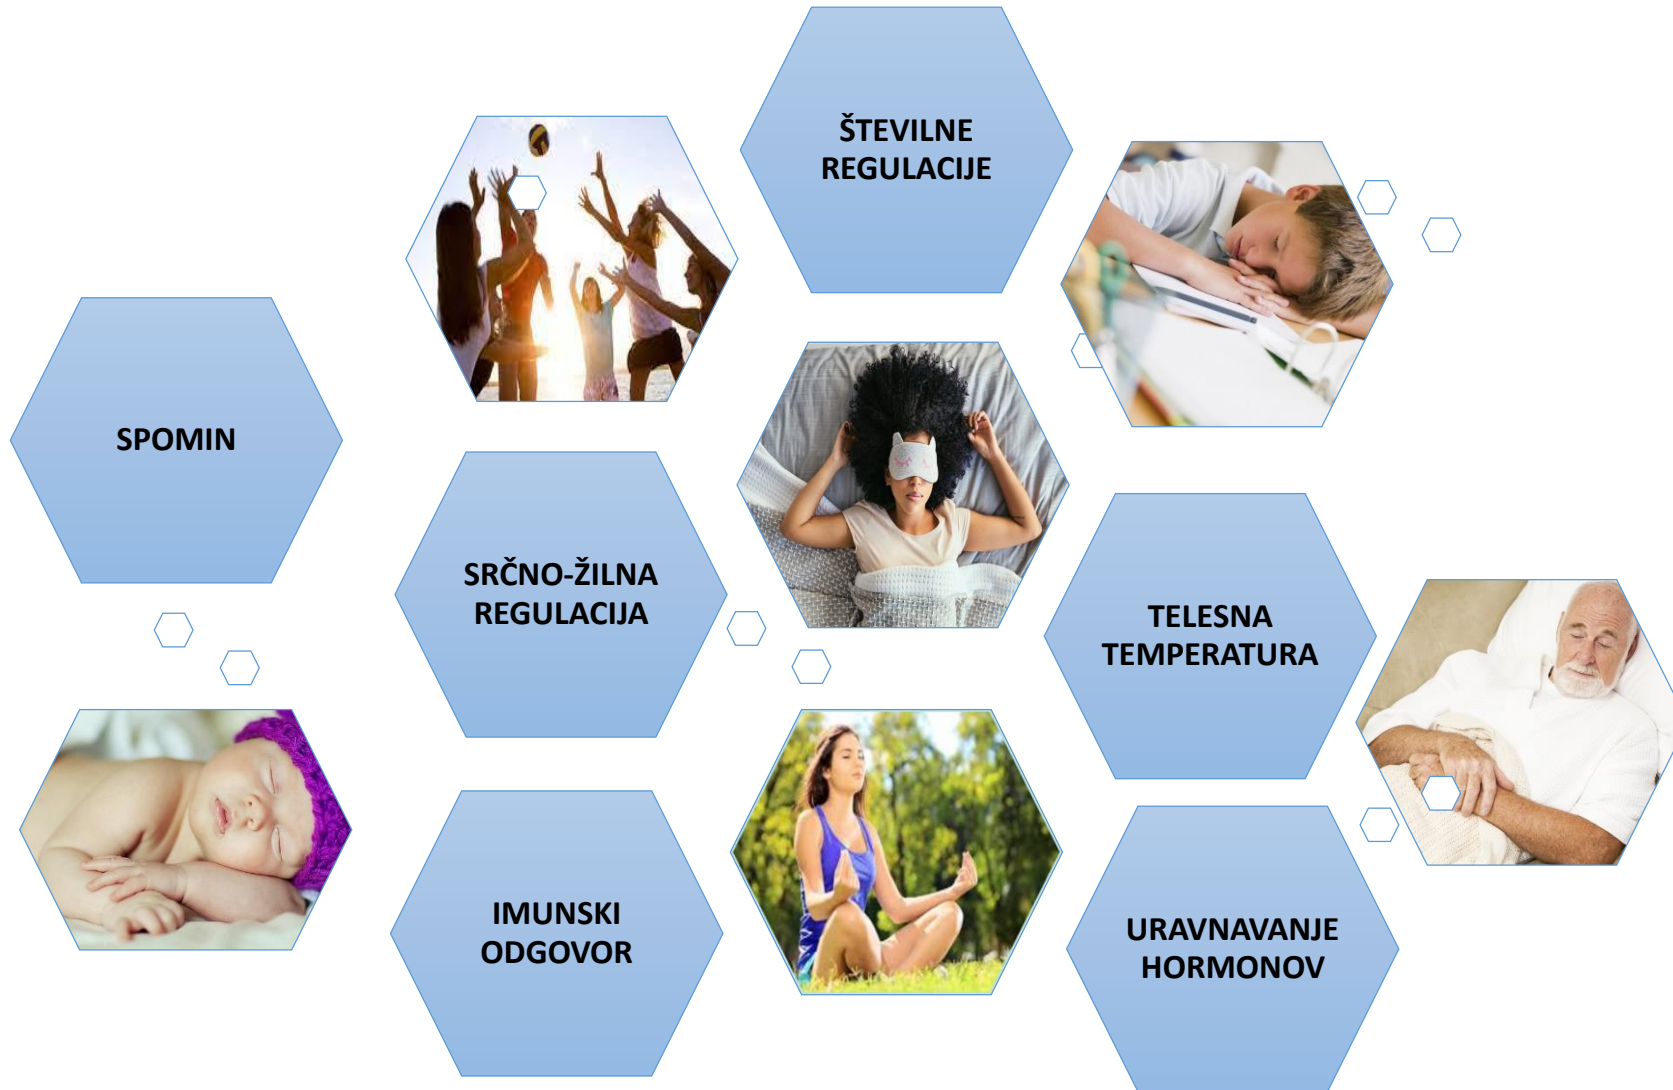 ŠTEVILNE
REGULACIJE
SPOMIN
SRČNO-ŽILNA
REGULACIJA
TELESNA
TEMPERATURA
IMUNSKI
ODGOVOR
URAVNAVANJE
HORMONOV